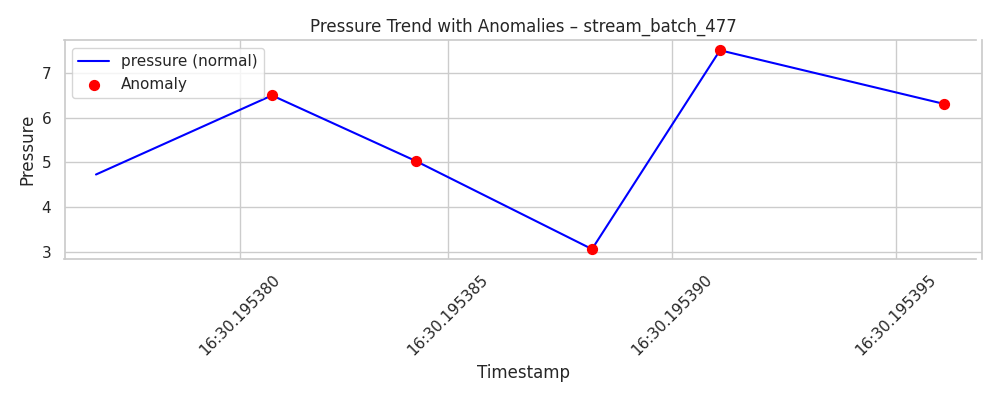 Pressure Trend with Anomalies – stream_batch_477
pressure (normal)
Anomaly
Pressure
7
6
5
4
3
16:30.195380
16:30.195385
16:30.195390
16:30.195395
Timestamp